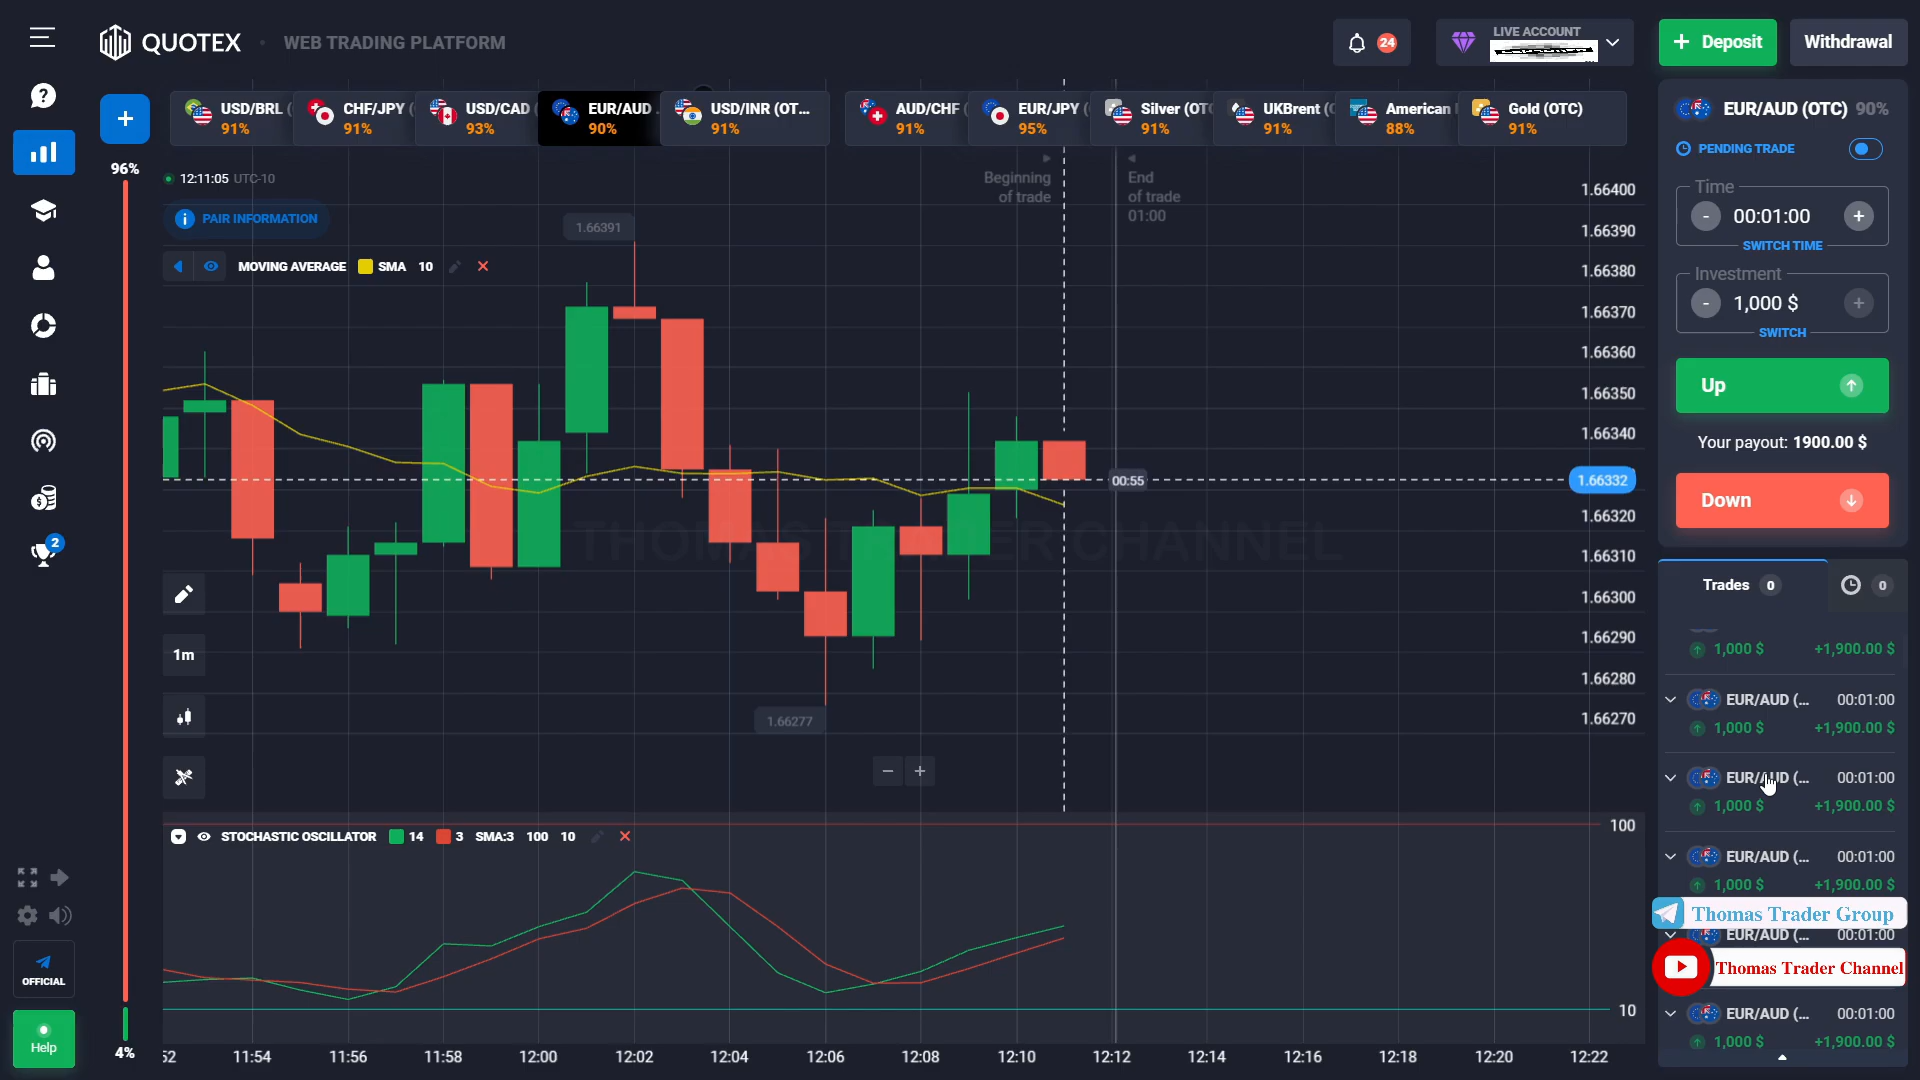 QUOTEX
WEB TRADING PLATFORM
24
LIVE ACCOUNT
+ Deposit
Withdrawal
USD/BRL (
91%
CHF/JPY (
91%
USD/CAD
93%
EUR/AUD
90%
USD/INR (OT...
91%
AUD/CHF
91%
EUR/JPY (
95%
Silver (OTC
91%
UKBrent (
91%
American
88%
Gold (OTC)
91%
EUR/AUD (OTC) 90%
PENDING TRADE
Time
- 00:01:00 +
SWITCH TIME
Investment
- 1,000 $ +
SWITCH
Up
Your payout: 1900.00 $
Down
96%
12:11:05 UTC-10
PAIR INFORMATION
MOVING AVERAGE SMA 10
Beginning
of trade
End
of trade
01:00
1.66391
1.66277
00:55
1.66400
1.66390
1.66380
1.66370
1.66360
1.66350
1.66340
1.66332
1.66320
1.66310
1.66300
1.66290
1.66280
1.66270
THOMAS TRADER CHANNEL
1m
STOCHASTIC OSCILLATOR 14 3 SMA:3 100 10
100
10
Trades 0
0
1,000 $ +1,900.00 $
EUR/AUD (... 00:01:00
1,000 $ +1,900.00 $
EUR/AUD (... 00:01:00
1,000 $ +1,900.00 $
EUR/AUD (... 00:01:00
1,000 $ +1,900.00 $
Thomas Trader Group
EUR/AUD (... 00:01:00
Thomas Trader Channel
EUR/AUD (... 00:01:00
1,000 $ +1,900.00 $
2
OFFICIAL
Help
4%
52
11:54
11:56
11:58
12:00
12:02
12:04
12:06
12:08
12:10
12:12
12:14
12:16
12:18
12:20
12:22